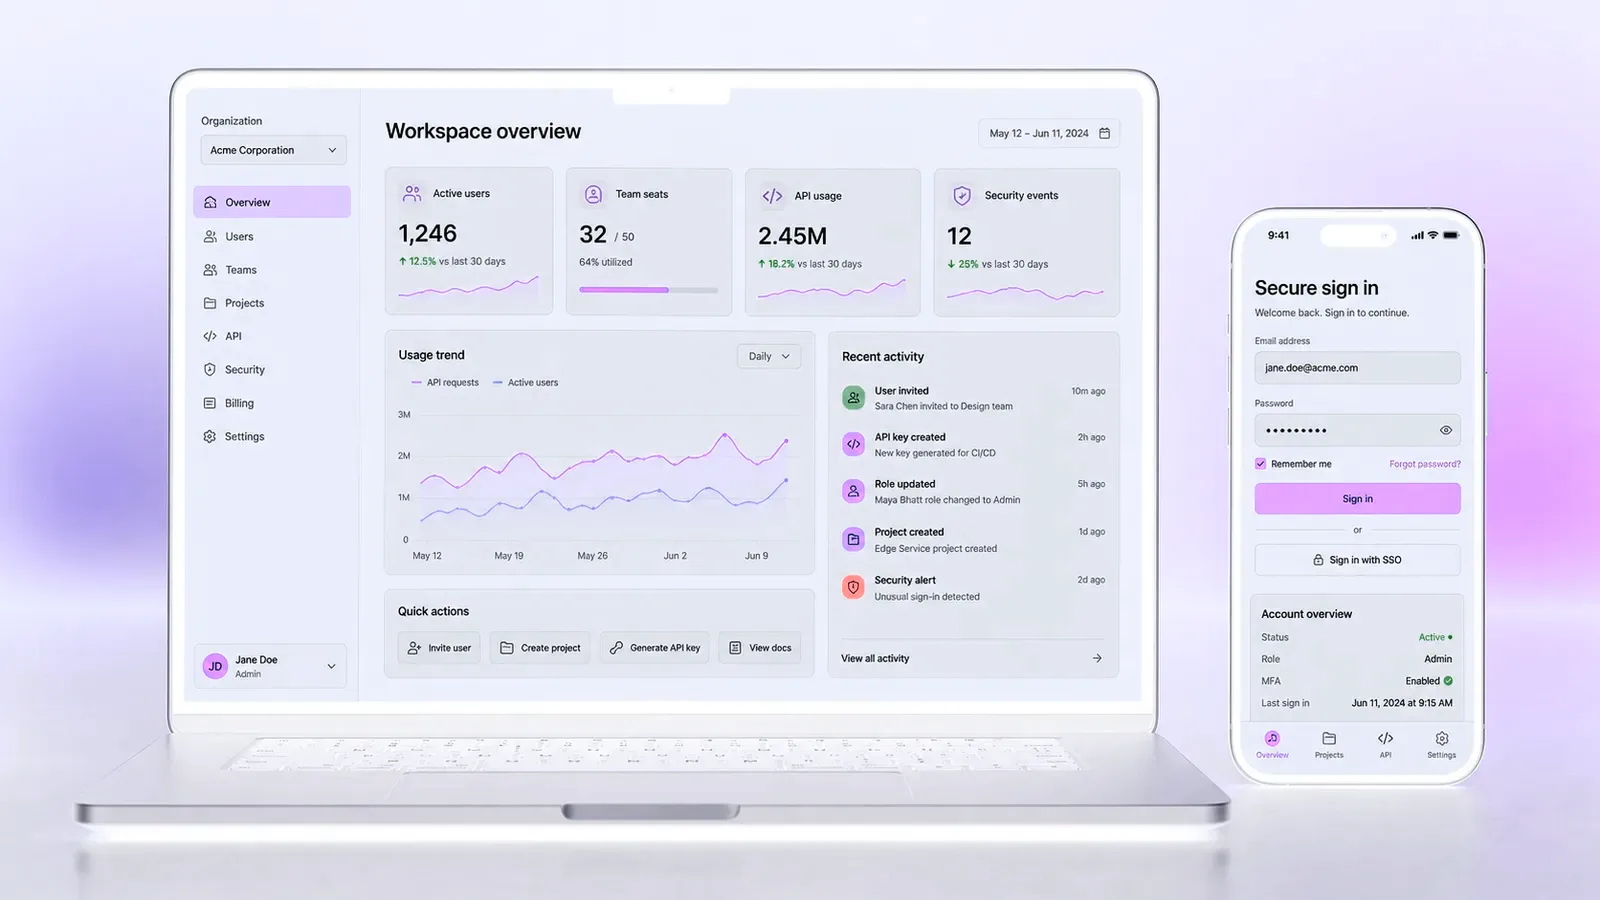 Organization
Acme Corporation
Overview
Users
Teams
Projects
API
Security
Billing
Settings
JD
Jane Doe
Admin
Workspace overview
May 12 – Jun 11, 2024
Active users
1,246
↑ 12.5% vs last 30 days
Team seats
32 / 50
64% utilized
API usage
2.45M
↑ 18.2% vs last 30 days
Security events
12
↓ 25% vs last 30 days
Usage trend
Daily
API requests
Active users
3M
2M
1M
0
May 12
May 19
May 26
Jun 2
Jun 9
Recent activity
User invited
10m ago
Sara Chen invited to Design team
API key created
2h ago
New key generated for CI/CD
Role updated
5h ago
Maya Bhatt role changed to Admin
Project created
1d ago
Edge Service project created
Security alert
2d ago
Unusual sign-in detected
View all activity
Quick actions
Invite user
Create project
Generate API key
View docs
9:41
Secure sign in
Welcome back. Sign in to continue.
Email address
jane.doe@acme.com
Password
Remember me
Forgot password?
Sign in
or
Sign in with SSO
Account overview
Status
Active
Role
Admin
MFA
Enabled
Last sign in
Jun 11, 2024 at 9:15 AM
Overview
Projects
API
Settings